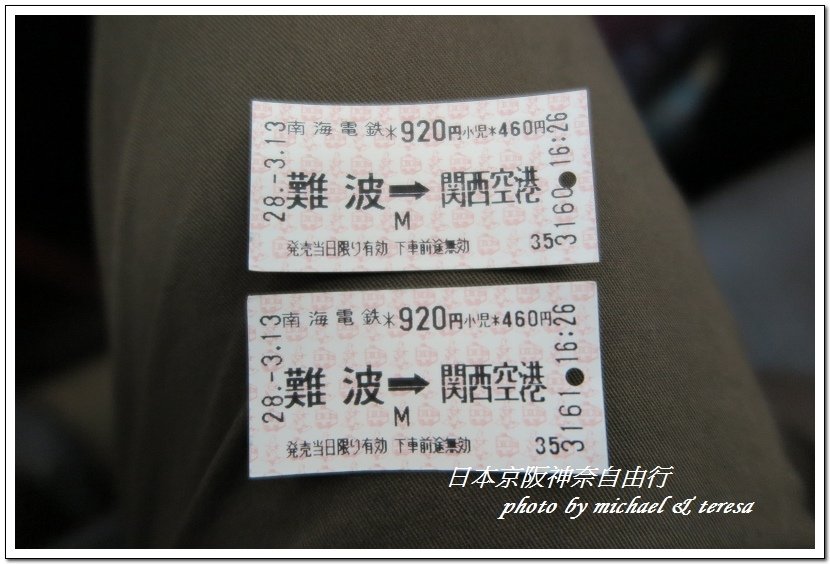 南海電鉄 *920円 小児*460円
28.-3.13
難波➡関西空港
M
発売当日限り有効 下車前途無効
35
3160●16:26
南海電鉄 *920円 小児*460円
28.-3.13
難波➡関西空港
M
発売当日限り有効 下車前途無効
35
3161●16:26
日本京阪神奈自由行
photo by michael & teresa